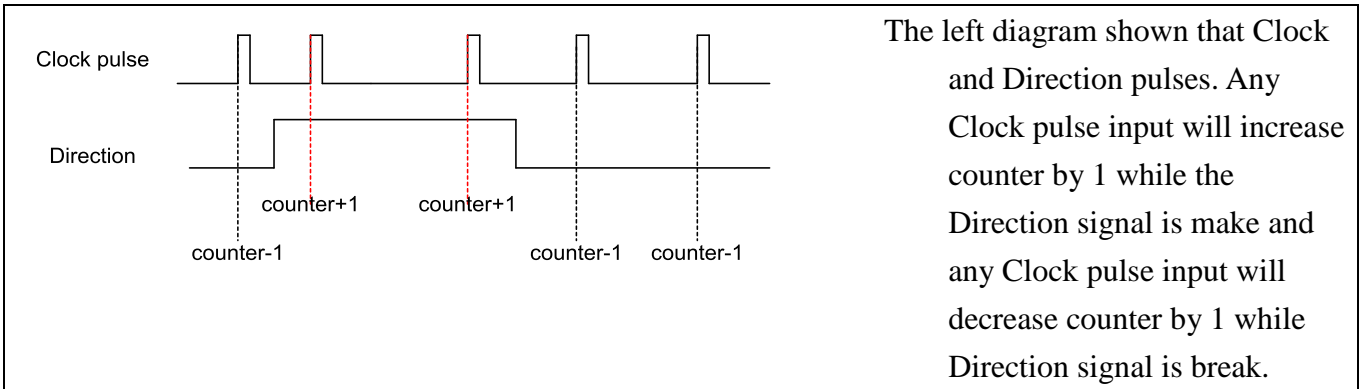 Clock pulse
Direction
counter+1 counter+1
counter-1 counter-1 counter-1
The left diagram shown that Clock
and Direction pulses. Any
Clock pulse input will increase
counter by 1 while the
Direction signal is make and
any Clock pulse input will
decrease counter by 1 while
Direction signal is break.